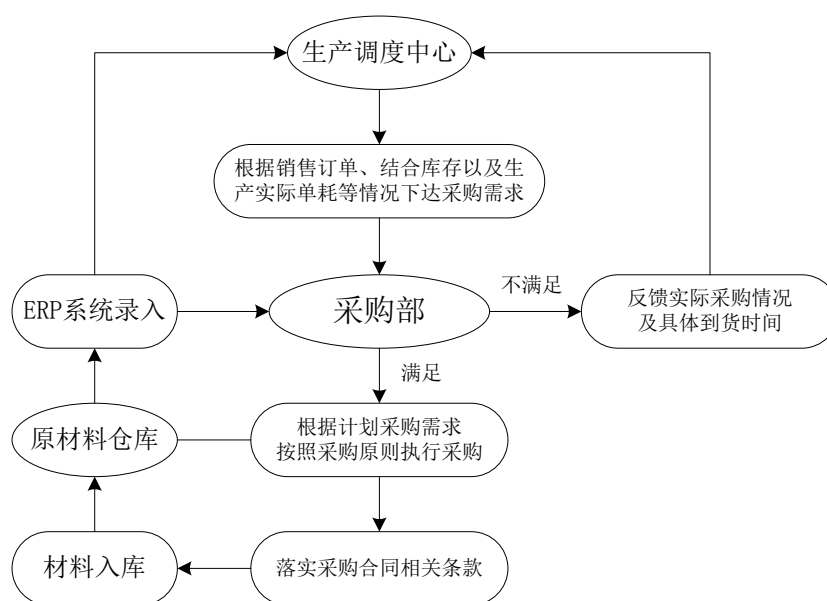 生产调度中心
根据销售订单、结合库存以及生
产实际单耗等情况下达采购需求
ERP系统录入
采购部
不满足
反馈实际采购情况
及具体到货时间
满足
原材料仓库
根据计划采购需求
按照采购原则执行采购
材料入库
落实采购合同相关条款